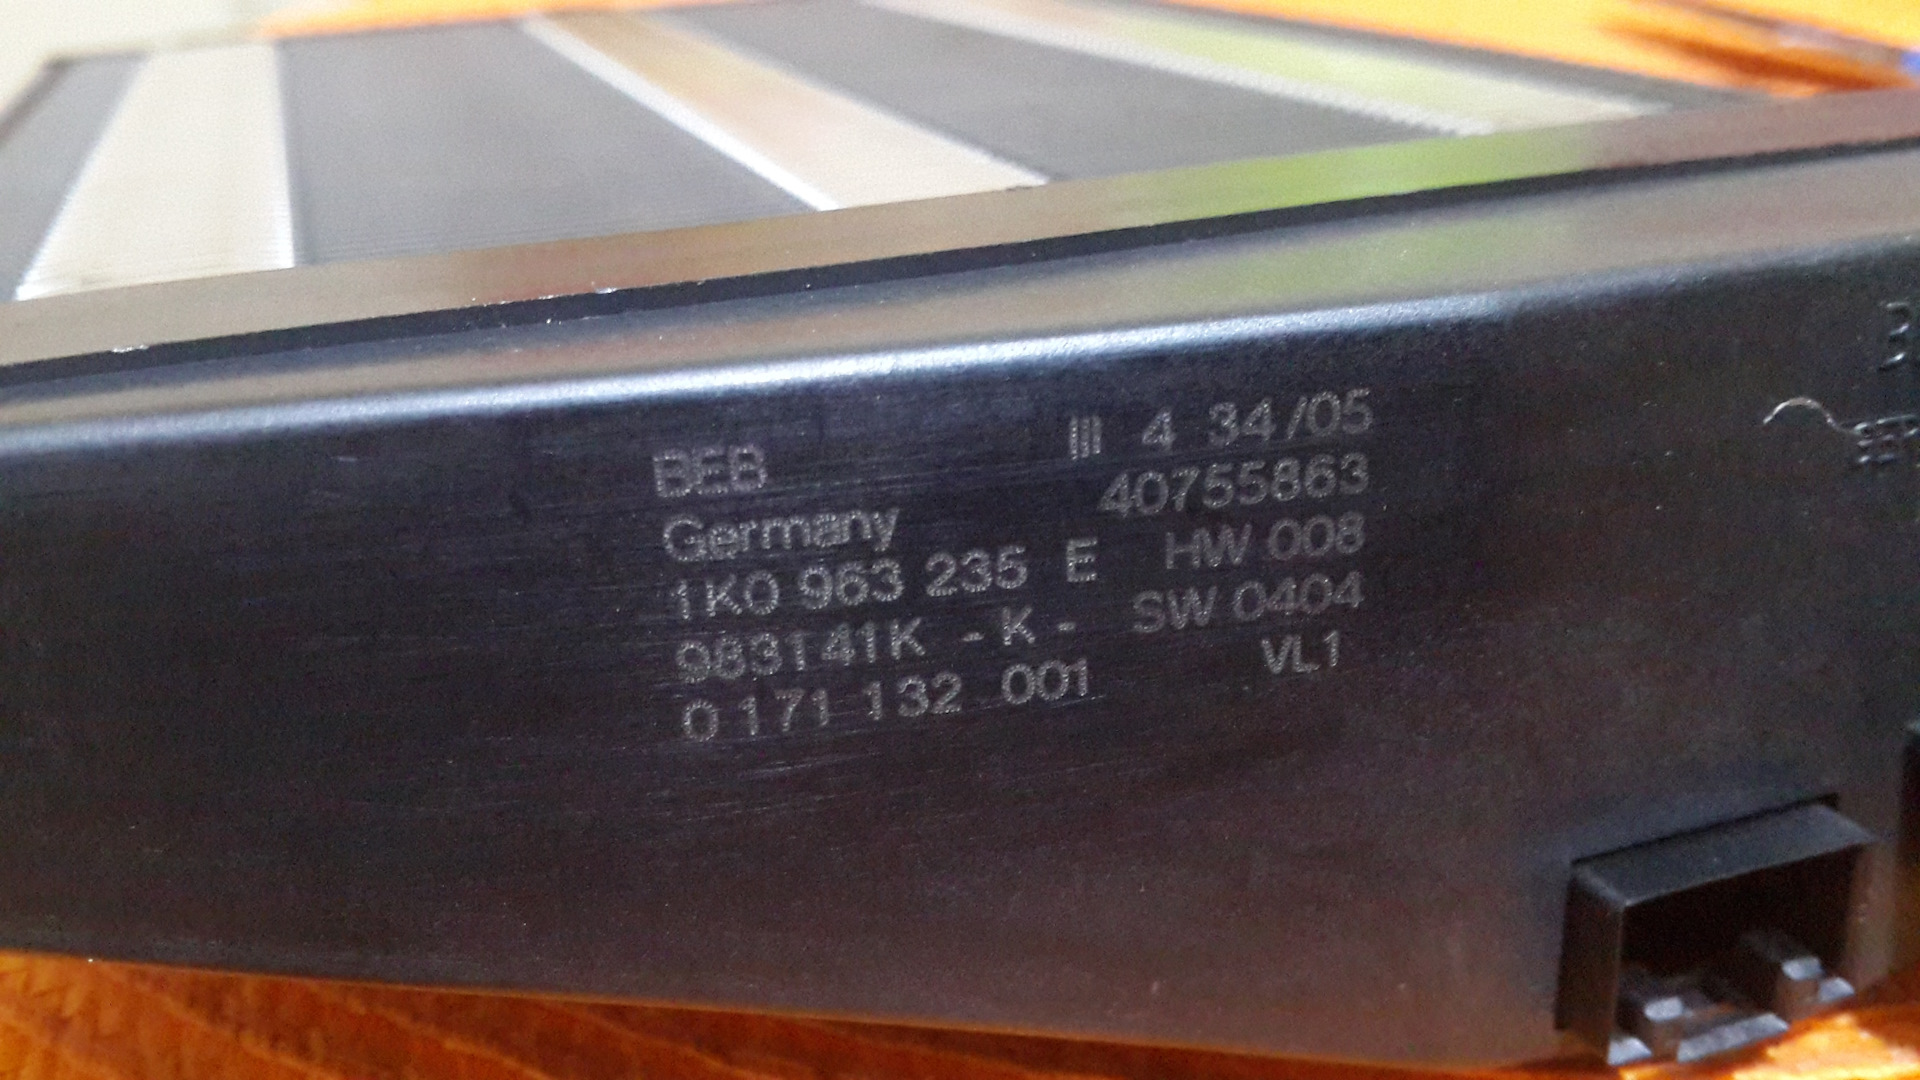 BEB III 4 34/05
Germany 40755863
1K0 963 235 E HW 008
983141K -K- SW 0404
0 171 132 001 VL1